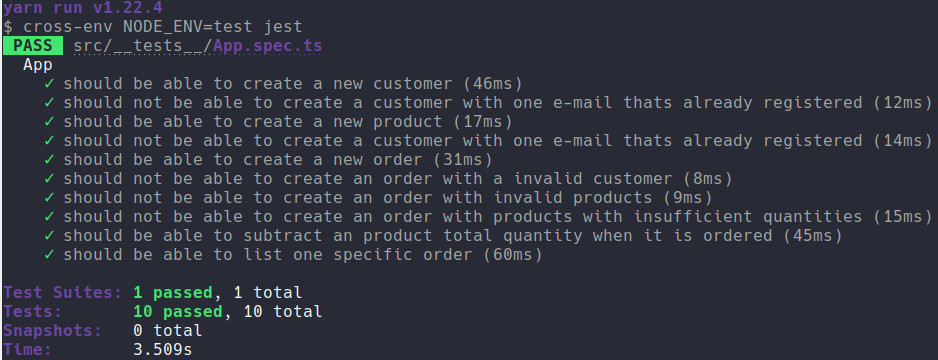 yarn run v1.22.4
$ cross-env NODE_ENV=test jest
PASS src/__tests__/App.spec.ts
App
✓ should be able to create a new customer (46ms)
✓ should not be able to create a customer with one e-mail thats already registered (12ms)
✓ should be able to create a new product (17ms)
✓ should not be able to create a customer with one e-mail thats already registered (14ms)
✓ should be able to create a new order (31ms)
✓ should not be able to create an order with a invalid customer (8ms)
✓ should not be able to create an order with invalid products (9ms)
✓ should not be able to create an order with products with insufficient quantities (15ms)
✓ should be able to subtract an product total quantity when it is ordered (45ms)
✓ should be able to list one specific order (60ms)
Test Suites: 1 passed, 1 total
Tests: 10 passed, 10 total
Snapshots: 0 total
Time: 3.509s